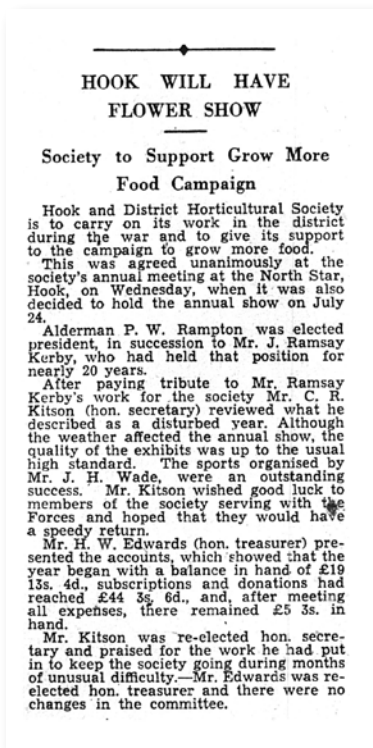 HOOK WILL HAVE
FLOWER SHOW
Society to Support Grow More
Food Campaign
Hook and District Horticultural Society
is to carry on its work in the district
during the war and to give its support
to the campaign to grow more food.
This was agreed unanimously at the
society's annual meeting at the North Star,
Hook, on Wednesday, when it was also
decided to hold the annual show on July
24.
Alderman P. W. Rampton was elected
president, in succession to Mr. J. Ramsay
Kerby, who had held that position for
nearly 20 years.
After paying tribute to Mr. Ramsay
Kerby's work for the society Mr. C. R.
Kitson (hon. secretary) reviewed what he
described as a disturbed year. Although
the weather affected the annual show, the
quality of the exhibits was up to the usual
high standard. The sports organised by
Mr. J. H. Wade, were an outstanding
success. Mr. Kitson wished good luck to
members of the society serving with the
Forces and hoped that they would have
a speedy return.
Mr. H. W. Edwards (hon. treasurer) pre-
sented the accounts, which showed that the
year began with a balance in hand of £19
13s. 4d., subscriptions and donations had
reached £44 3s. 6d., and, after meeting
all expenses, there remained £5 3s. in
hand.
Mr. Kitson was re-elected hon. secre-
tary and praised for the work he had put
in to keep the society going during months
of unusual difficulty.—Mr. Edwards was re-
elected hon. treasurer and there were no
changes in the committee.